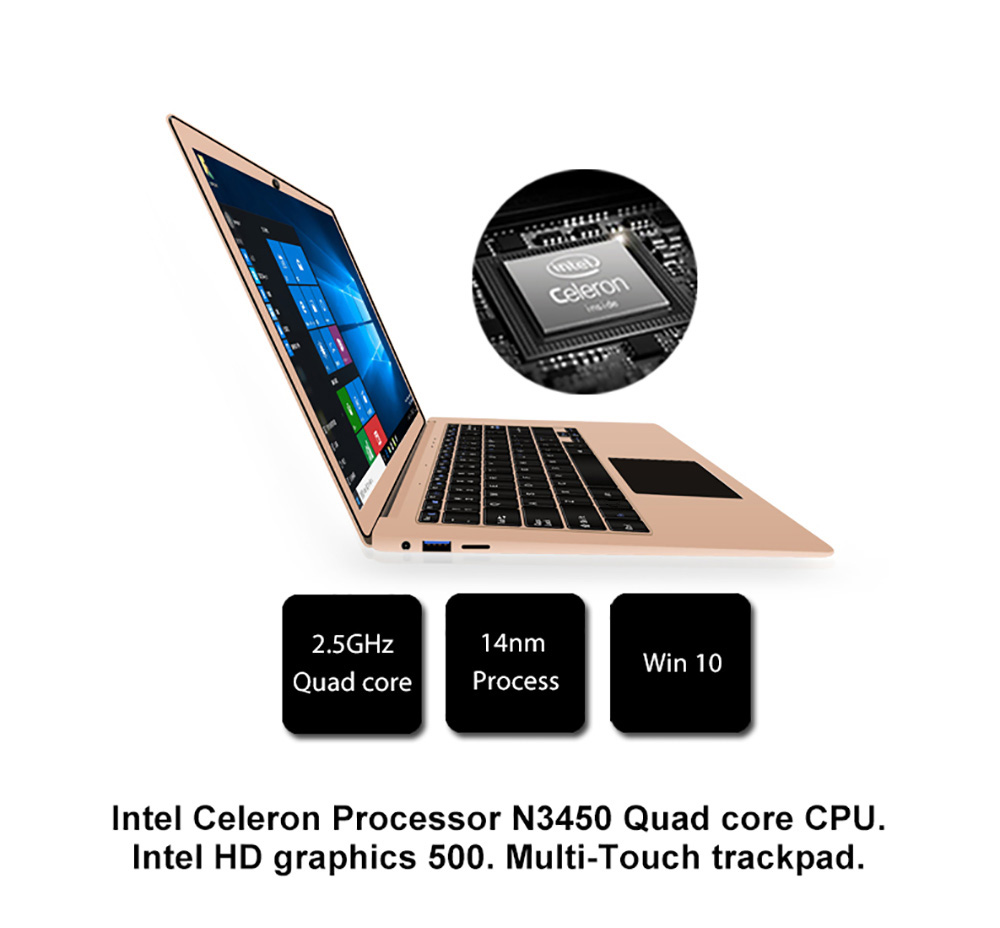 intel
Celeron
inside
2.5GHz
Quad core
14nm
Process
Win 10
Intel Celeron Processor N3450 Quad core CPU.
Intel HD graphics 500. Multi-Touch trackpad.